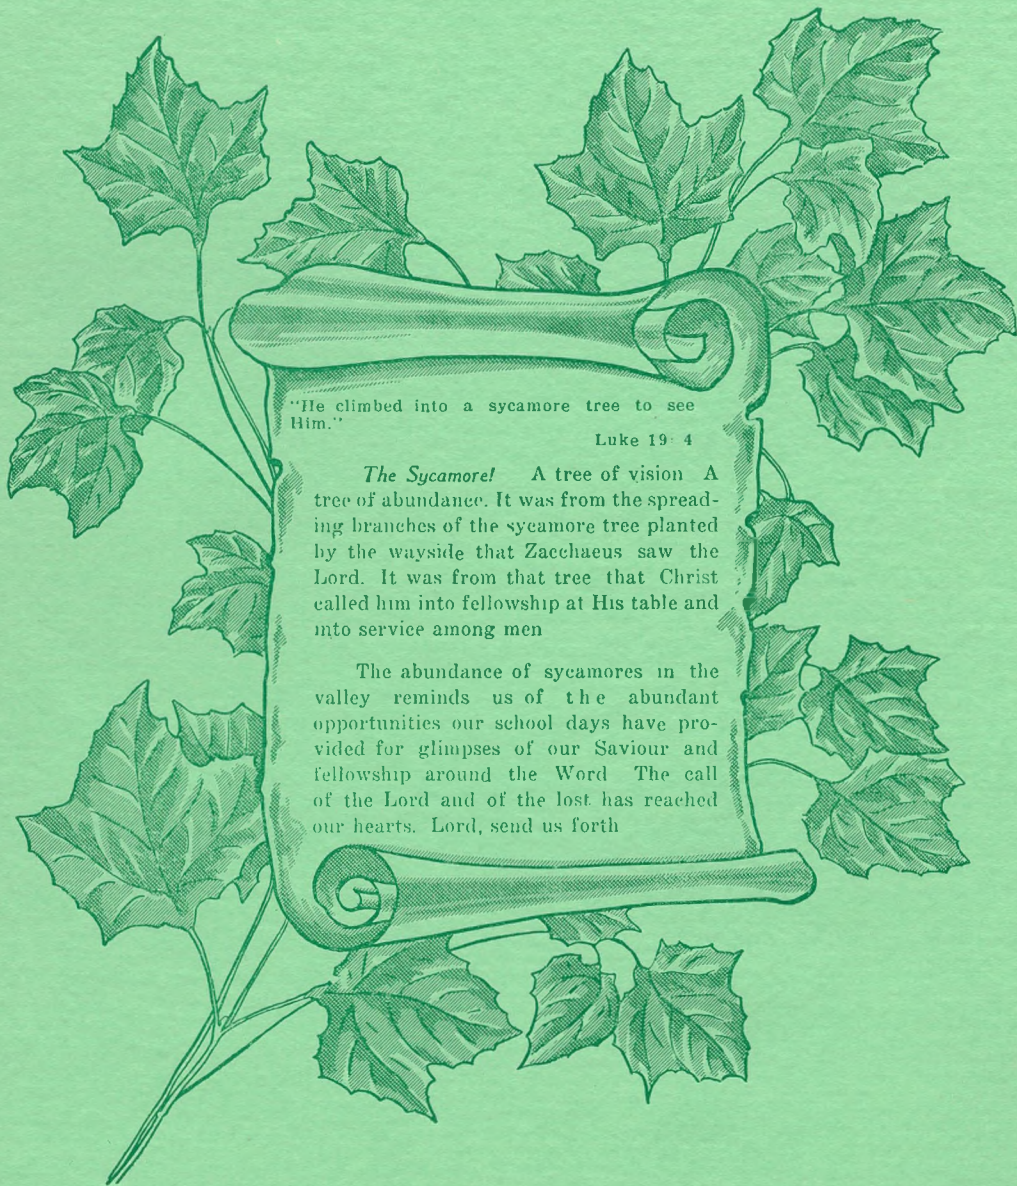 "He climbed into a sycamore tree to see
Him."
Luke 19: 4
The Sycamore! A tree of vision A
tree of abundance. It was from the spread-
ing branches of the sycamore tree planted
by the wayside that Zacchaeus saw the
Lord. It was from that tree that Christ
called him into fellowship at His table and
into service among men
The abundance of sycamores in the
valley reminds us of the abundant
opportunities our school days have pro-
vided for glimpses of our Saviour and
fellowship around the Word The call
of the Lord and of the lost has reached
our hearts. Lord, send us forth